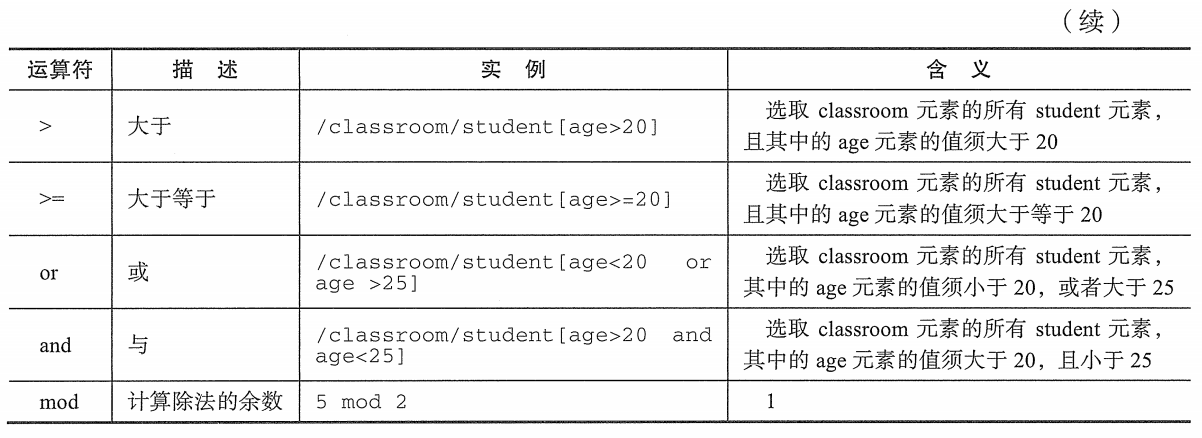 （续）
运算符 描 述 实 例 含 义
> 大于 /classroom/student[age>20] 选取 classroom 元素的所有 student 元素，
且其中的 age 元素的值须大于 20
>= 大于等于 /classroom/student[age>=20] 选取 classroom 元素的所有 student 元素，
且其中的 age 元素的值须大于等于 20
or 或 /classroom/student[age<20 or 选取 classroom 元素的所有 student 元素，
age >25] 其中的 age 元素的值须小于 20，或者大于 25
and 与 /classroom/student[age>20 and 选取 classroom 元素的所有 student 元素，
age<25] 其中的 age 元素的值须大于 20，且小于 25
mod 计算除法的余数 5 mod 2 1